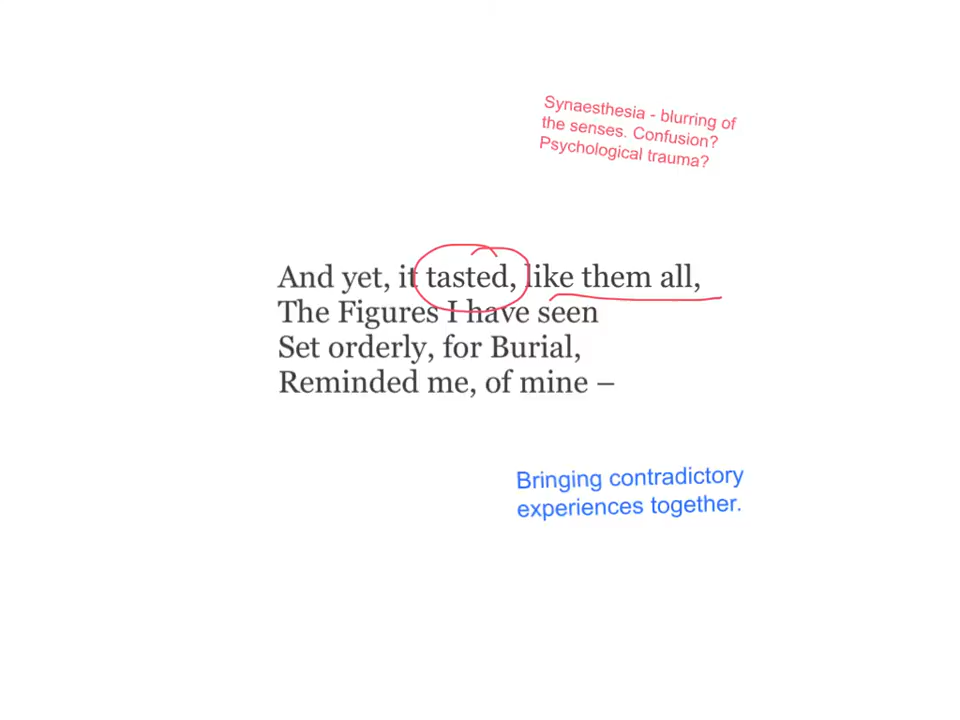 Synaesthesia - blurring of
the senses. Confusion?
Psychological trauma?
And yet, it tasted, like them all,
The Figures I have seen
Set orderly, for Burial,
Reminded me, of mine –
Bringing contradictory
experiences together.